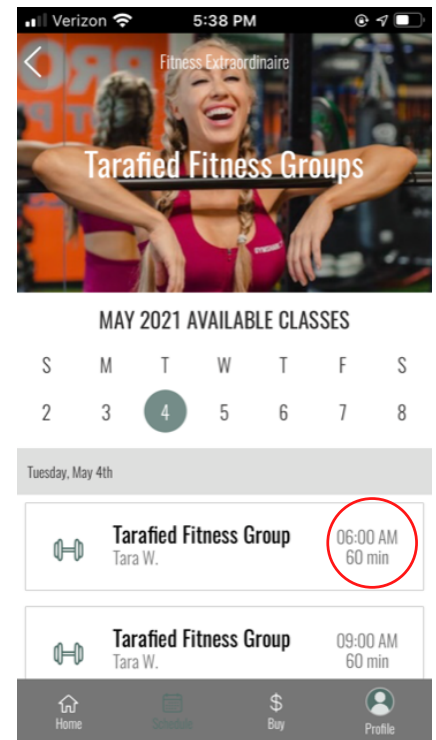 Verizon 5:38 PM
Fitness Extraordinaire
Tarafied Fitness Groups
MAY 2021 AVAILABLE CLASSES
S M T W T F S
2 3 4 5 6 7 8
Tuesday, May 4th
Tarafied Fitness Group 06:00 AM
Tara W. 60 min
Tarafied Fitness Group 09:00 AM
Tara W. 60 min
$
Home Schedule Buy Profile